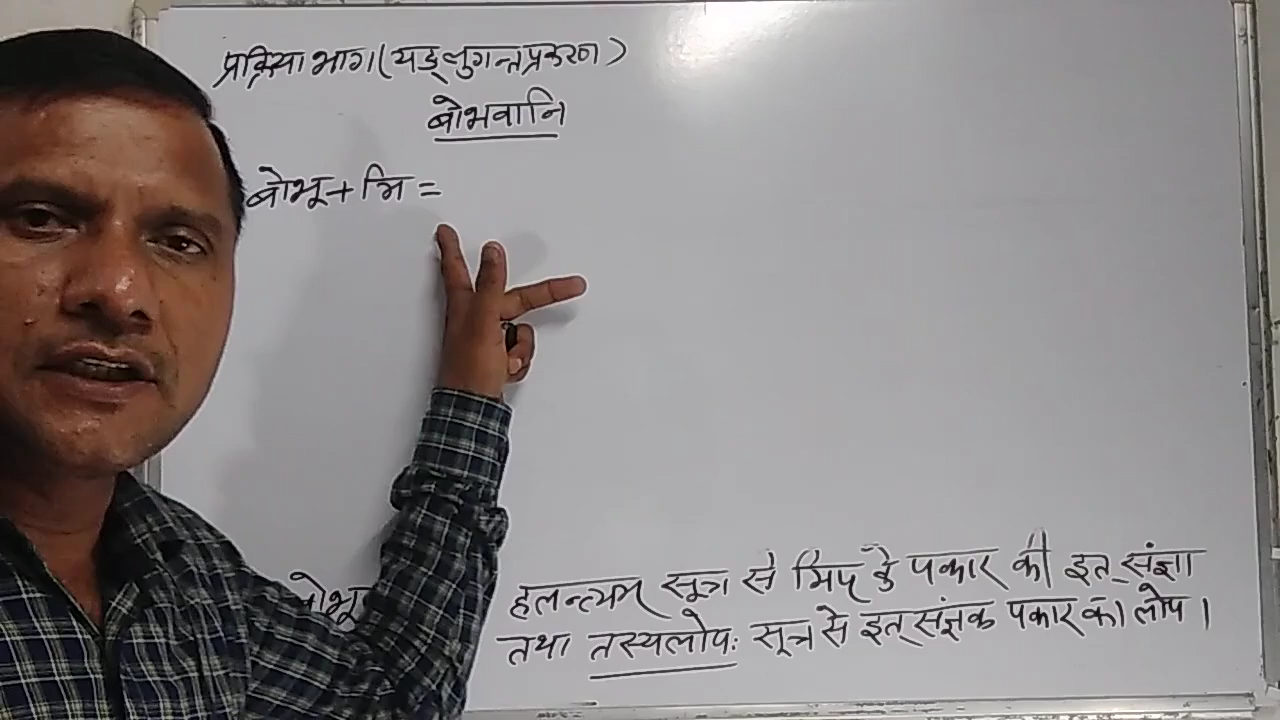 प्रक्रिया भाग (यङ्लुगन्तप्रकरण)
बोभवानि
बोभू + मि =
बोभू
हलन्त्यम् सूत्र से मिप् के पकार की इत् संज्ञा
तथा तस्यलोपः सूत्र से इत्संज्ञक पकार का लोप ।